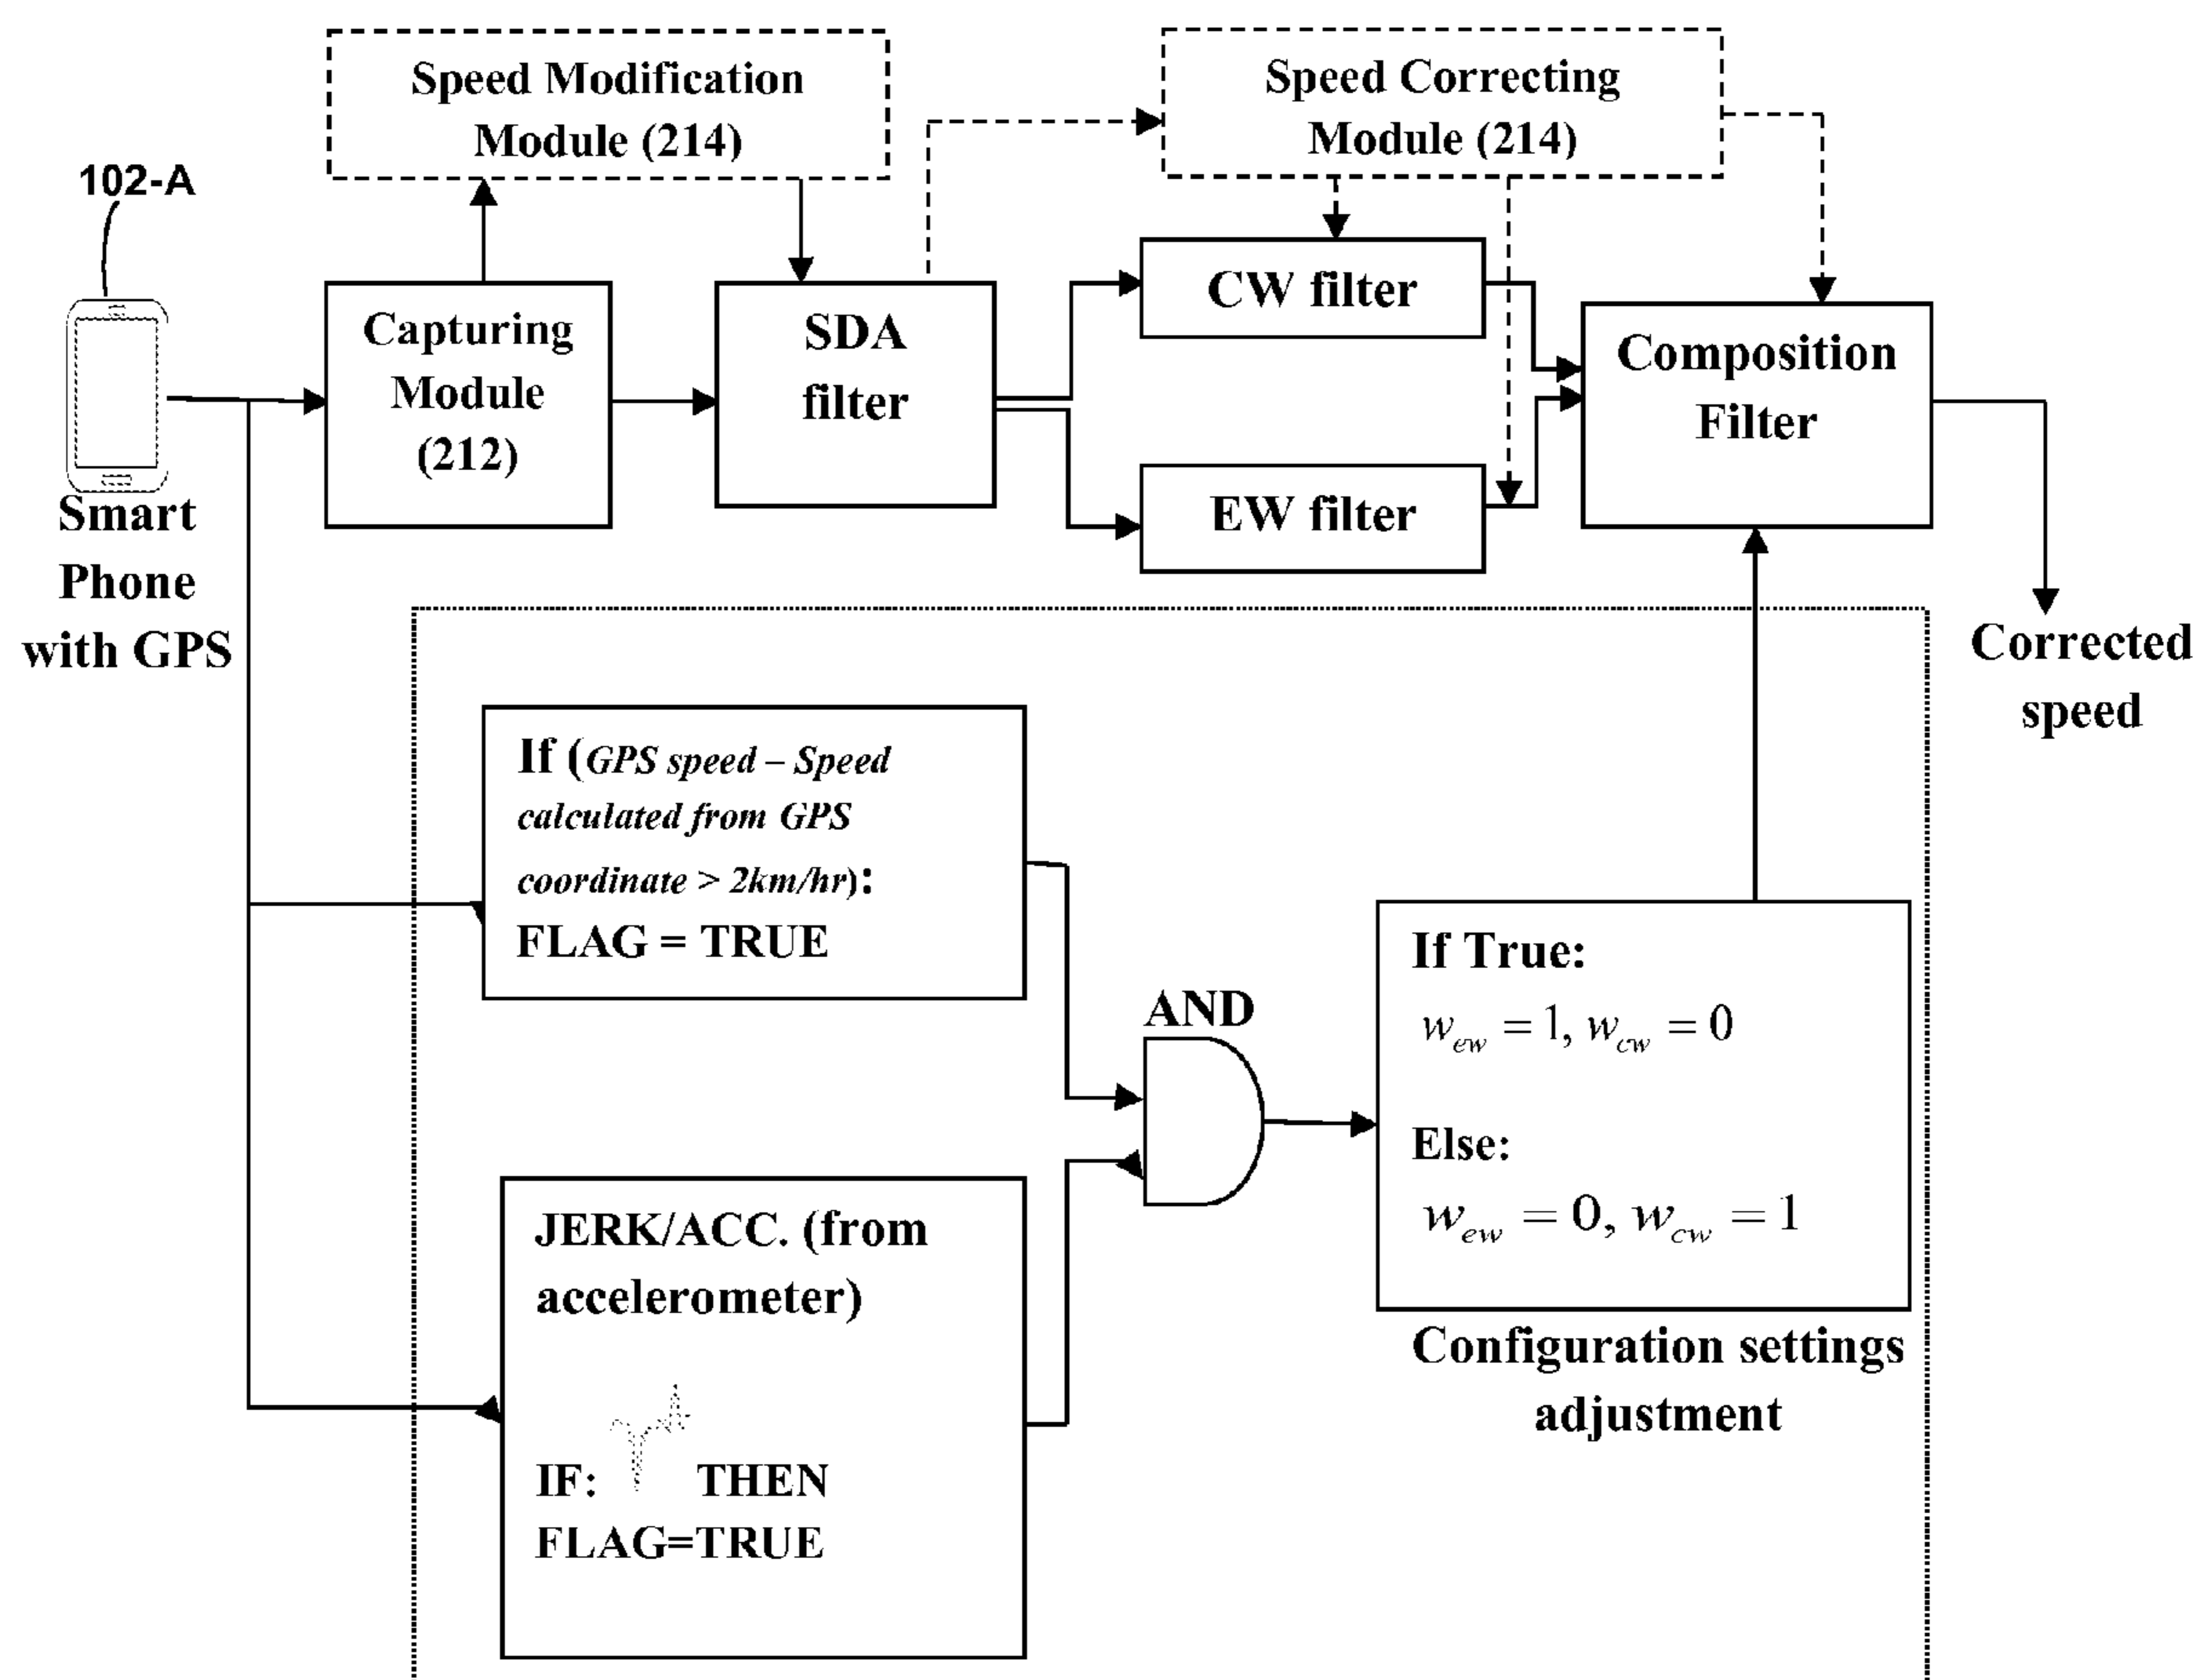 Speed Modification
Module (214)
Speed Correcting
Module (214)
102-A
Smart
Phone
with GPS
Capturing
Module
(212)
SDA
filter
CW filter
EW filter
Composition
Filter
Corrected
speed
If (GPS speed – Speed
calculated from GPS
coordinate > 2km/hr):
FLAG = TRUE
AND
If True:
w_ew = 1, w_cw = 0
Else:
w_ew = 0, w_cw = 1
Configuration settings
adjustment
JERK/ACC. (from
accelerometer)
IF: THEN
FLAG=TRUE